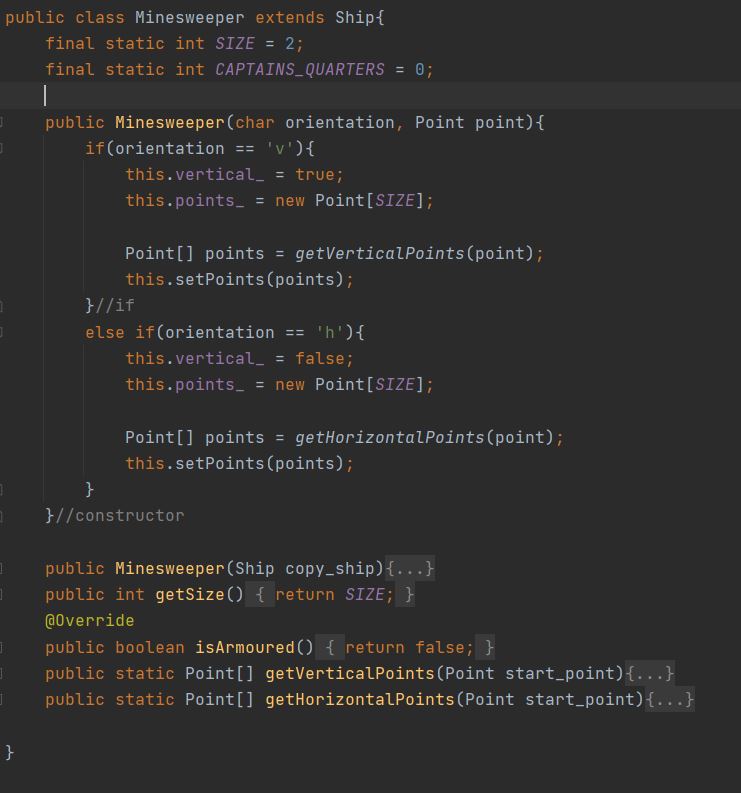 public class Minesweeper extends Ship{
    final static int SIZE = 2;
    final static int CAPTAINS_QUARTERS = 0;
    public Minesweeper(char orientation, Point point){
        if(orientation == 'v'){
            this.vertical_ = true;
            this.points_ = new Point[SIZE];
            Point[] points = getVerticalPoints(point);
            this.setPoints(points);
        }//if
        else if(orientation == 'h'){
            this.vertical_ = false;
            this.points_ = new Point[SIZE];
            Point[] points = getHorizontalPoints(point);
            this.setPoints(points);
        }
    }//constructor
    public Minesweeper(Ship copy_ship){...}
    public int getSize() { return SIZE; }
    @Override
    public boolean isArmoured() { return false; }
    public static Point[] getVerticalPoints(Point start_point){...}
    public static Point[] getHorizontalPoints(Point start_point){...}
}